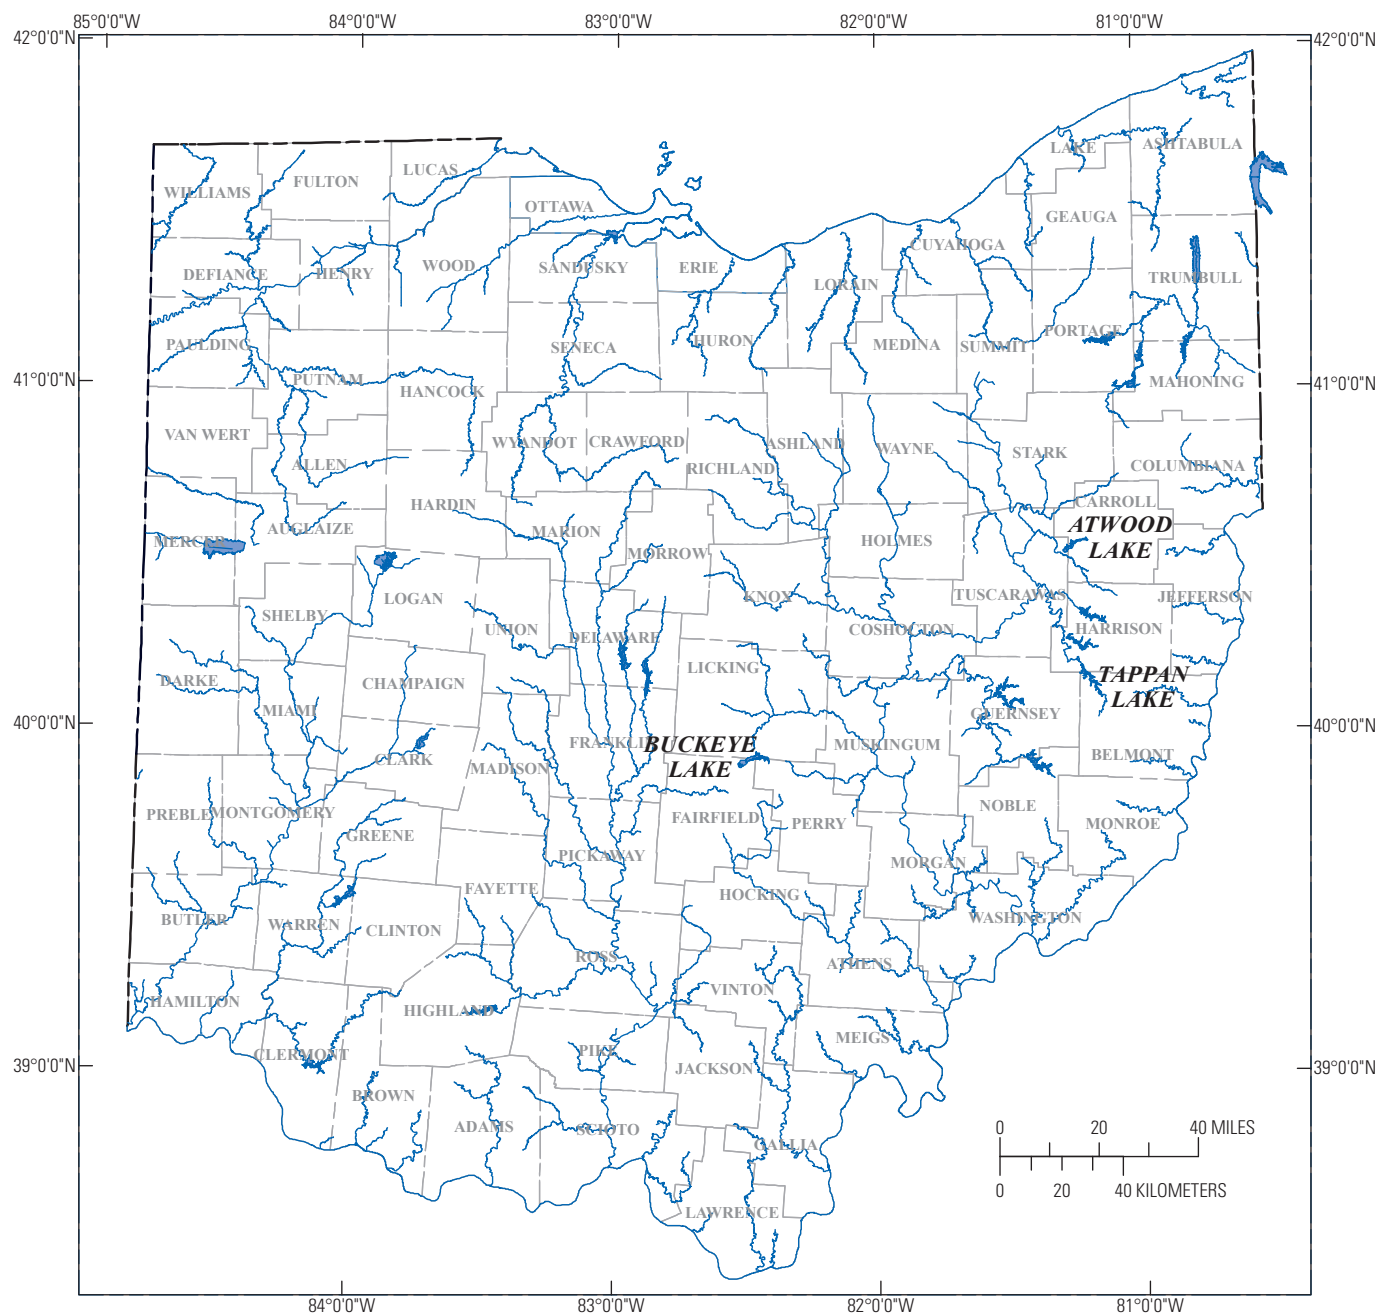 85°0'0"W
84°0'0"W
83°0'0"W
82°0'0"W
81°0'0"W
42°0'0"N
42°0'0"N
LAKE
ASHTABULA
LUCAS
FULTON
WILLIAMS
OTTAWA
GEAUGA
CUYAHOGA
DEFIANCE
HENRY
WOOD
SANDUSKY
ERIE
LORAIN
TRUMBULL
PAULDING
SENECA
HURON
MEDINA
SUMMIT
PORTAGE
41°0'0"N
PUTNAM
HANCOCK
MAHONING
41°0'0"N
VAN WERT
WYANDOT
CRAWFORD
ASHLAND
WAYNE
STARK
ALLEN
RICHLAND
COLUMBIANA
HARDIN
CARROLL
MERCER
AUGLAIZE
MARION
MORROW
HOLMES
ATWOOD
LAKE
LOGAN
KNOX
TUSCARAWAS
JEFFERSON
SHELBY
UNION
DELAWARE
COSHOCTON
HARRISON
DARKE
CHAMPAIGN
LICKING
TAPPAN
LAKE
40°0'0"N
MIAMI
GUERNSEY
40°0'0"N
CLARK
MADISON
FRANKLIN
BUCKEYE
LAKE
MUSKINGUM
BELMONT
PREBLE
MONTGOMERY
GREENE
FAIRFIELD
PERRY
NOBLE
MONROE
PICKAWAY
MORGAN
FAYETTE
HOCKING
BUTLER
WARREN
CLINTON
WASHINGTON
ROSS
ATHENS
HAMILTON
HIGHLAND
VINTON
39°0'0"N
CLERMONT
PIKE
JACKSON
MEIGS
39°0'0"N
BROWN
ADAMS
SCIOTO
GALLIA
LAWRENCE
0
20
40 MILES
0
20
40 KILOMETERS
84°0'0"W
83°0'0"W
82°0'0"W
81°0'0"W